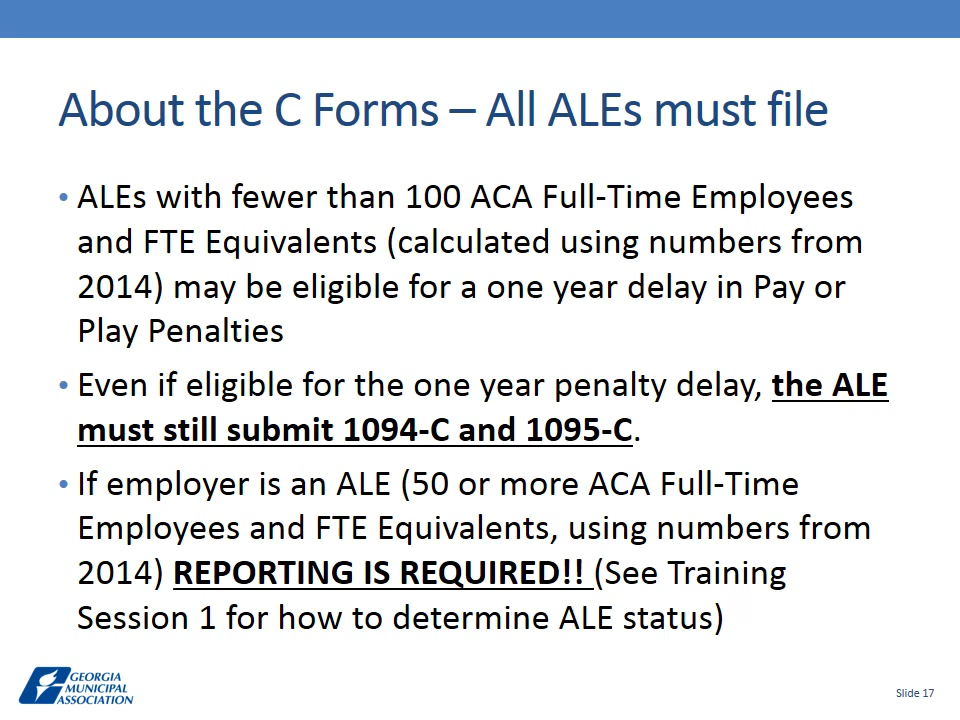 About the C Forms – All ALEs must file
• ALEs with fewer than 100 ACA Full-Time Employees
and FTE Equivalents (calculated using numbers from
2014) may be eligible for a one year delay in Pay or
Play Penalties
• Even if eligible for the one year penalty delay, the ALE
must still submit 1094-C and 1095-C.
• If employer is an ALE (50 or more ACA Full-Time
Employees and FTE Equivalents, using numbers from
2014) REPORTING IS REQUIRED!! (See Training
Session 1 for how to determine ALE status)
GEORGIA
MUNICIPAL
ASSOCIATION
Slide 17